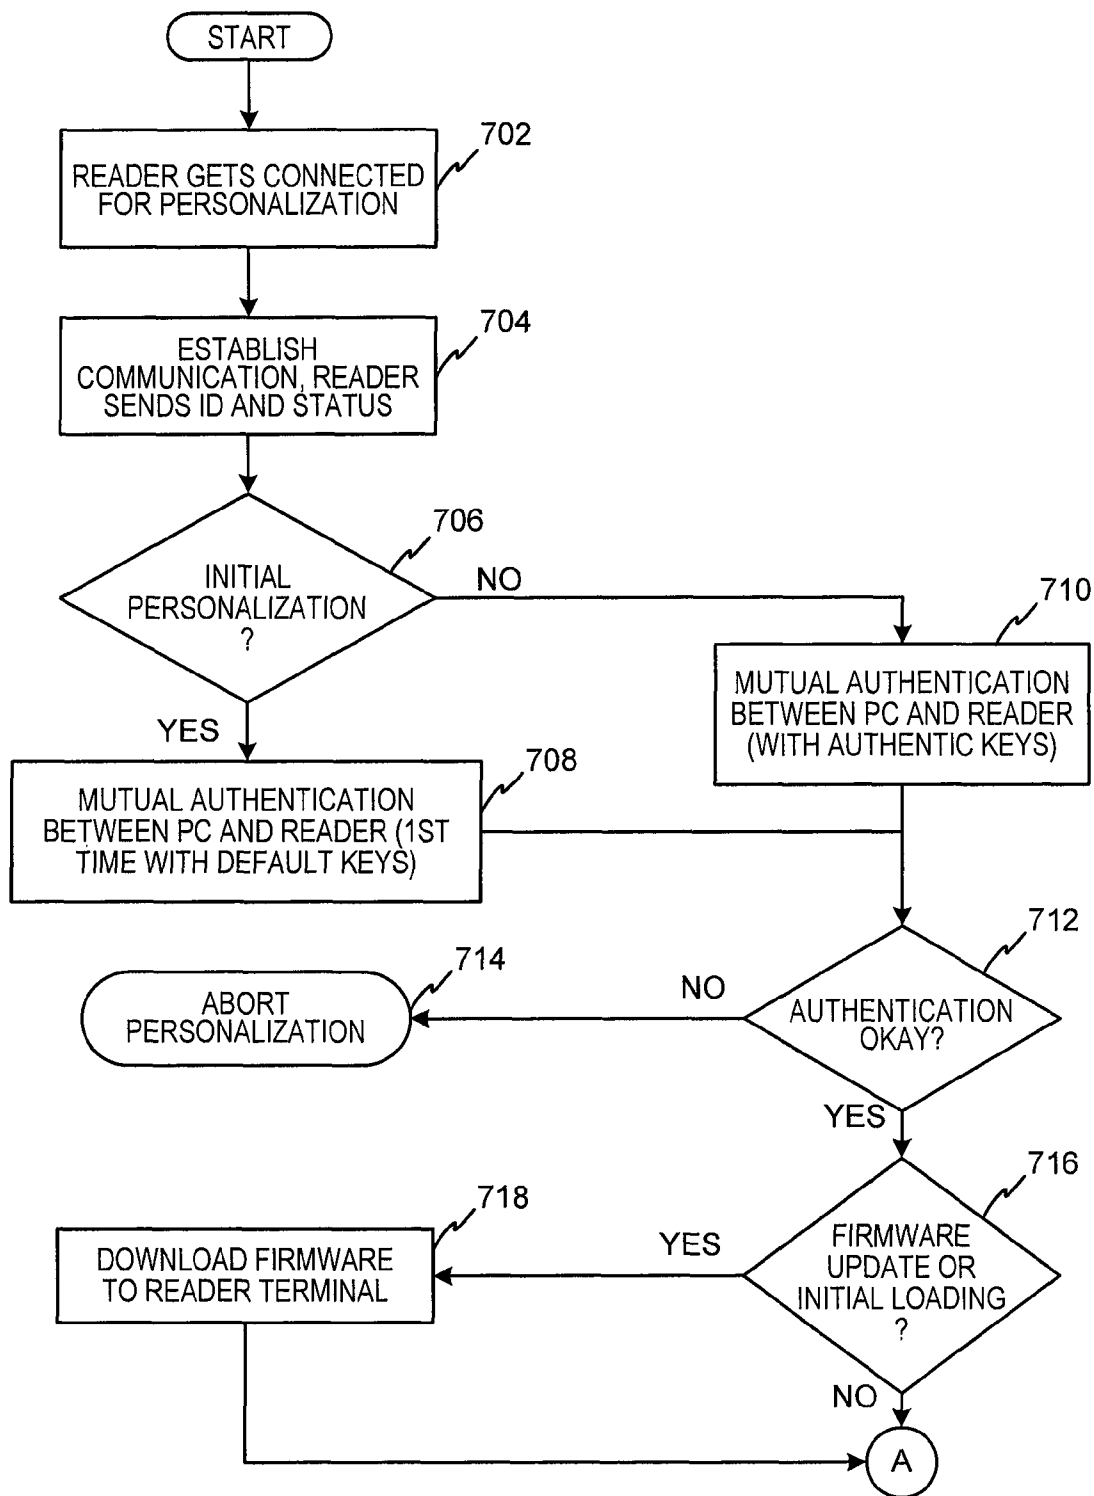 START
702
READER GETS CONNECTED
FOR PERSONALIZATION
704
ESTABLISH
COMMUNICATION, READER
SENDS ID AND STATUS
706
INITIAL
PERSONALIZATION
?
NO
YES
710
MUTUAL AUTHENTICATION
BETWEEN PC AND READER
(WITH AUTHENTIC KEYS)
708
MUTUAL AUTHENTICATION
BETWEEN PC AND READER (1ST
TIME WITH DEFAULT KEYS)
712
AUTHENTICATION
OKAY?
NO
714
ABORT
PERSONALIZATION
YES
716
FIRMWARE
UPDATE OR
INITIAL LOADING
?
YES
718
DOWNLOAD FIRMWARE
TO READER TERMINAL
NO
A